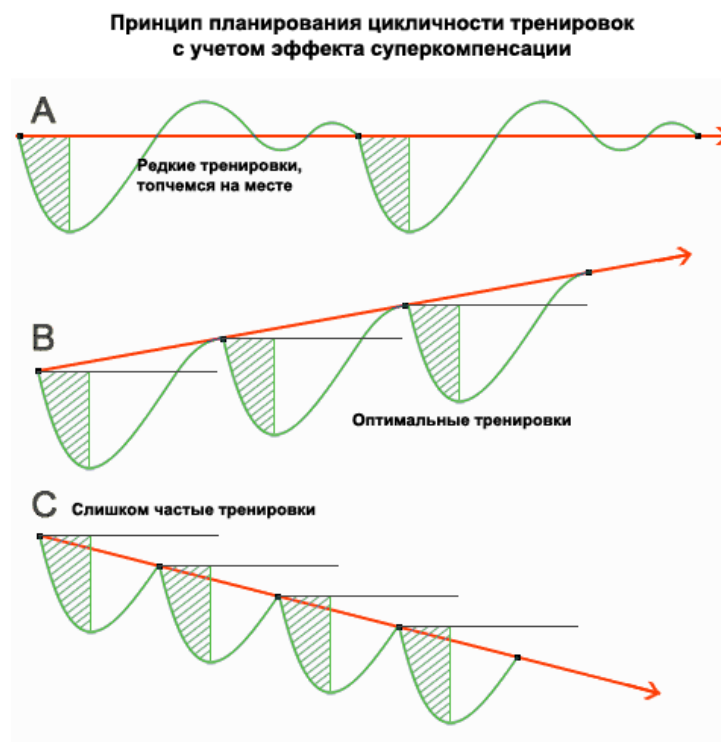 Принцип планирования цикличности тренировок
с учетом эффекта суперкомпенсации
A
Редкие тренировки,
топчемся на месте
B
Оптимальные тренировки
C
Слишком частые тренировки